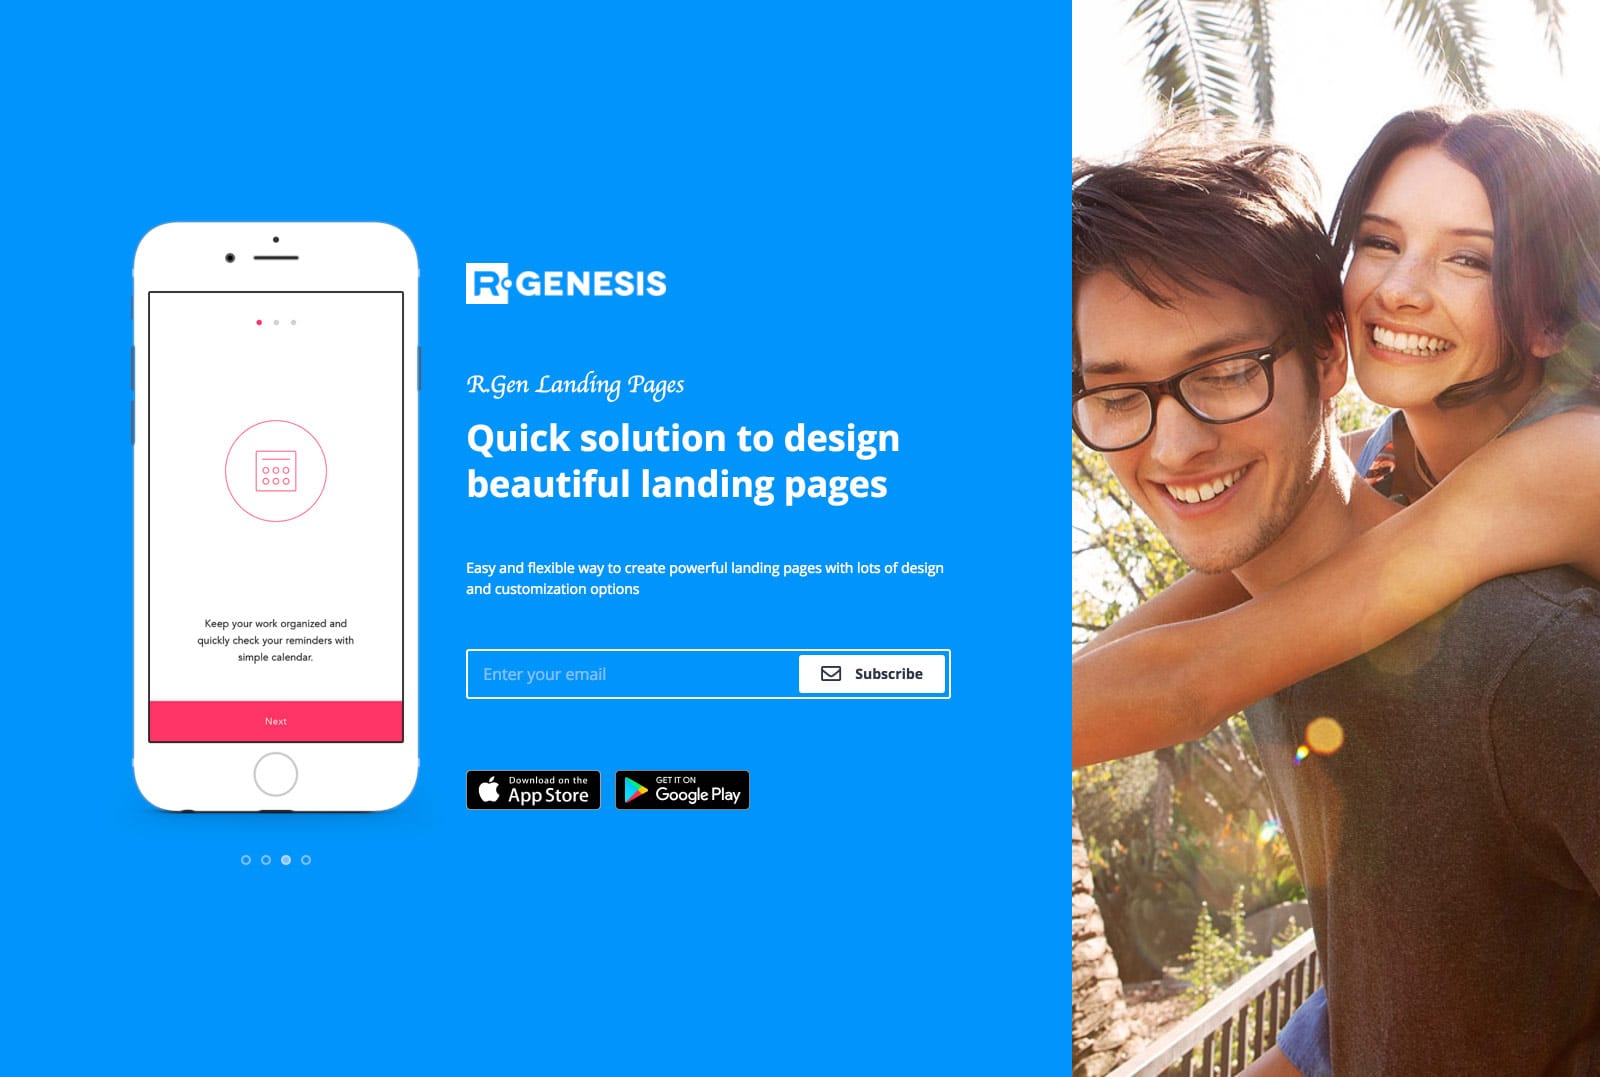 R.GENESIS
R.Gen Landing Pages
Quick solution to design
beautiful landing pages
Easy and flexible way to create powerful landing pages with lots of design
and customization options
Enter your email
Subscribe
Download on the
App Store
GET IT ON
Google Play
Keep your work organized and
quickly check your reminders with
simple calendar.
Next